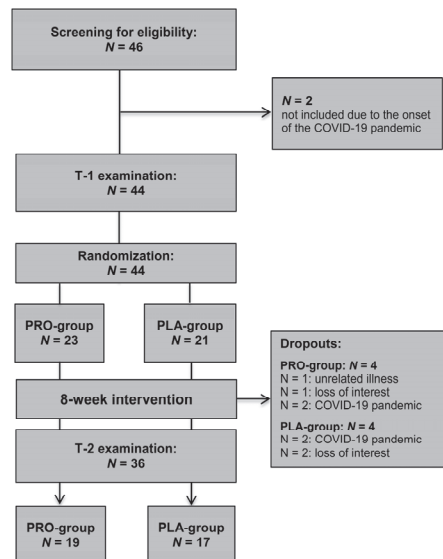 Screening for eligibility:
N = 46
N = 2
not included due to the onset
of the COVID-19 pandemic
T-1 examination:
N = 44
Randomization:
N = 44
PRO-group
N = 23
PLA-group
N = 21
Dropouts:
PRO-group: N = 4
N = 1: unrelated illness
N = 1: loss of interest
N = 2: COVID-19 pandemic
PLA-group: N = 4
N = 2: COVID-19 pandemic
N = 2: loss of interest
8-week intervention
T-2 examination:
N = 36
PRO-group
N = 19
PLA-group
N = 17